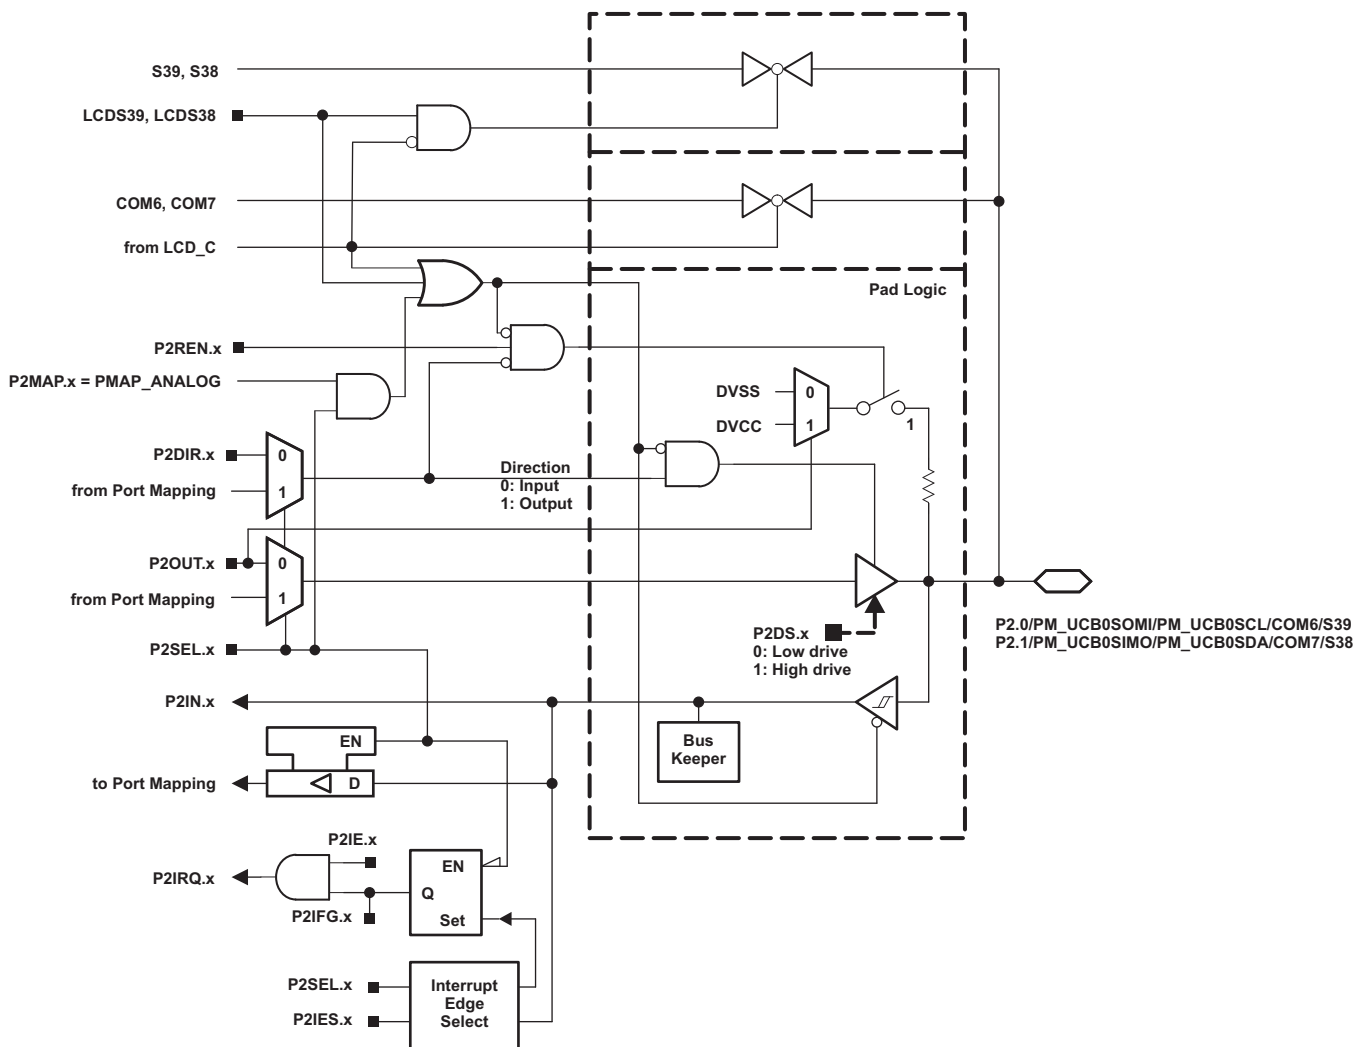 S39, S38
LCDS39, LCDS38
COM6, COM7
from LCD_C
Pad Logic
P2REN.x
P2MAP.x = PMAP_ANALOG
DVSS
0
DVCC
1
1
P2DIR.x
0
from Port Mapping
1
Direction
0: Input
1: Output
P2OUT.x
0
from Port Mapping
1
P2SEL.x
P2DS.x
0: Low drive
1: High drive
P2.0/PM_UCB0SOMI/PM_UCB0SCL/COM6/S39
P2.1/PM_UCB0SIMO/PM_UCB0SDA/COM7/S38
P2IN.x
EN
Bus
Keeper
to Port Mapping
D
P2IE.x
EN
P2IRQ.x
Q
P2IFG.x
Set
P2SEL.x
Interrupt
Edge
Select
P2IES.x